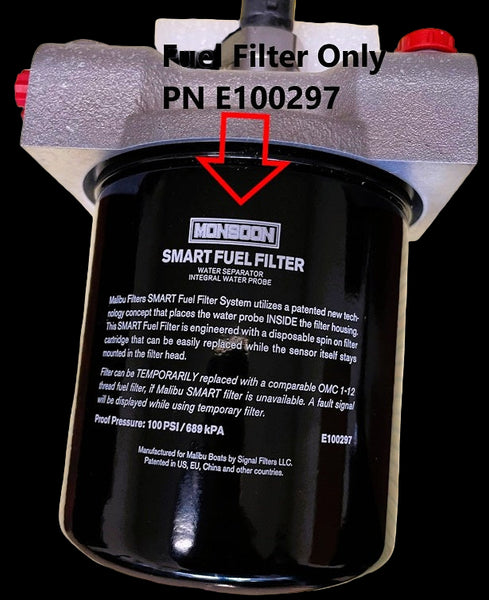 Fuel Filter Only
PN E100297
MONSOON
SMART FUEL FILTER
WATER SEPARATOR
INTEGRAL WATER PROBE
Malibu Filters SMART Fuel Filter System utilizes a patented new tech-
nology concept that places the water probe INSIDE the filter housing.
This SMART Fuel Filter is engineered with a disposable spin on filter
cartridge that can be easily replaced while the sensor itself stays
mounted in the filter head.
Filter can be TEMPORARILY replaced with a comparable OMC 1-12
thread fuel filter, if Malibu SMART filter is unavailable. A fault signal
will be displayed while using temporary filter.
Proof Pressure: 100 PSI / 689 kPA E100297
Manufactured for Malibu Boats by Signal Filters LLC.
Patented in US, EU, China and other countries.